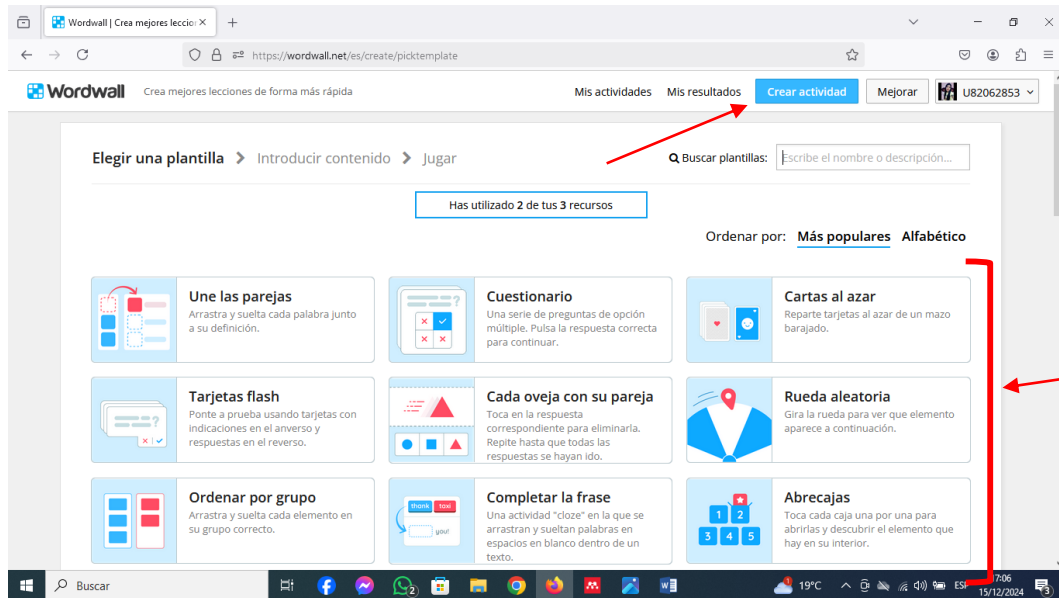 Wordwall | Crea mejores leccion
https://wordwall.net/es/create/picktemplate
Wordwall
Crea mejores lecciones de forma más rápida
Mis actividades
Mis resultados
Crear actividad
Mejorar
U82062853
Elegir una plantilla > Introducir contenido > Jugar
Buscar plantillas:
Escribe el nombre o descripción...
Has utilizado 2 de tus 3 recursos
Ordenar por: Más populares Alfabético
Une las parejas
Arrastra y suelta cada palabra junto
a su definición.
Cuestionario
Una serie de preguntas de opción
múltiple. Pulsa la respuesta correcta
para continuar.
Cartas al azar
Reparte tarjetas al azar de un mazo
barajado.
Tarjetas flash
Ponte a prueba usando tarjetas con
indicaciones en el anverso y
respuestas en el reverso.
Cada oveja con su pareja
Toca en la respuesta
correspondiente para eliminarla.
Repite hasta que todas las
respuestas se hayan ido.
Rueda aleatoria
Gira la rueda para ver que elemento
aparece a continuación.
Ordenar por grupo
Arrastra y suelta cada elemento en
su grupo correcto.
thank taxi
you!
Completar la frase
Una actividad "cloze" en la que se
arrastran y sueltan palabras en
espacios en blanco dentro de un
texto.
1 2
3 4 5
Abrecajas
Toca cada caja una por una para
abrirlas y descubrir el elemento que
hay en su interior.
Buscar
2
19°C
ESP
17:06
15/12/2024
3